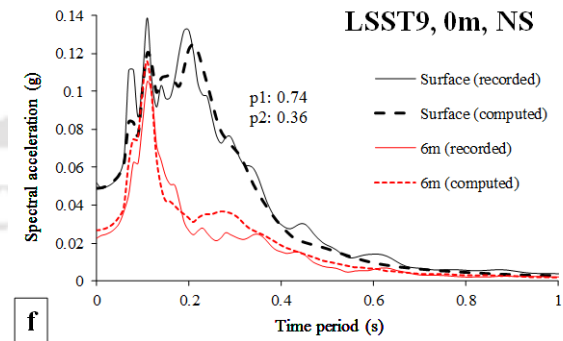 LSST9, 0m, NS
Spectral acceleration (g)
0.14
0.12
0.1
0.08
0.06
0.04
0.02
0
p1: 0.74
p2: 0.36
Surface (recorded)
Surface (computed)
6m (recorded)
6m (computed)
0 0.2 0.4 0.6 0.8 1
Time period (s)
f